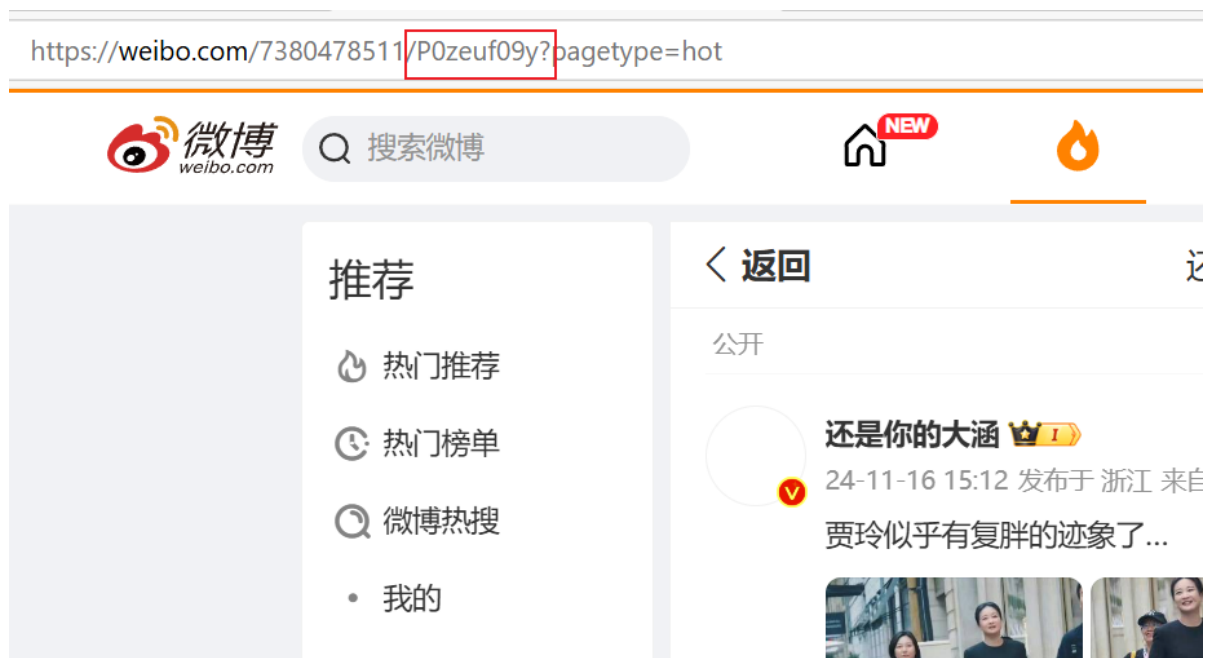 https://weibo.com/7380478511/P0zeuf09y?pagetype=hot
微博
weibo.com
搜索微博
NEW
推荐
热门推荐
热门榜单
微博热搜
我的
返回
公开
还是你的大涵 I
V
24-11-16 15:12 发布于 浙江 来自
贾玲似乎有复胖的迹象了...